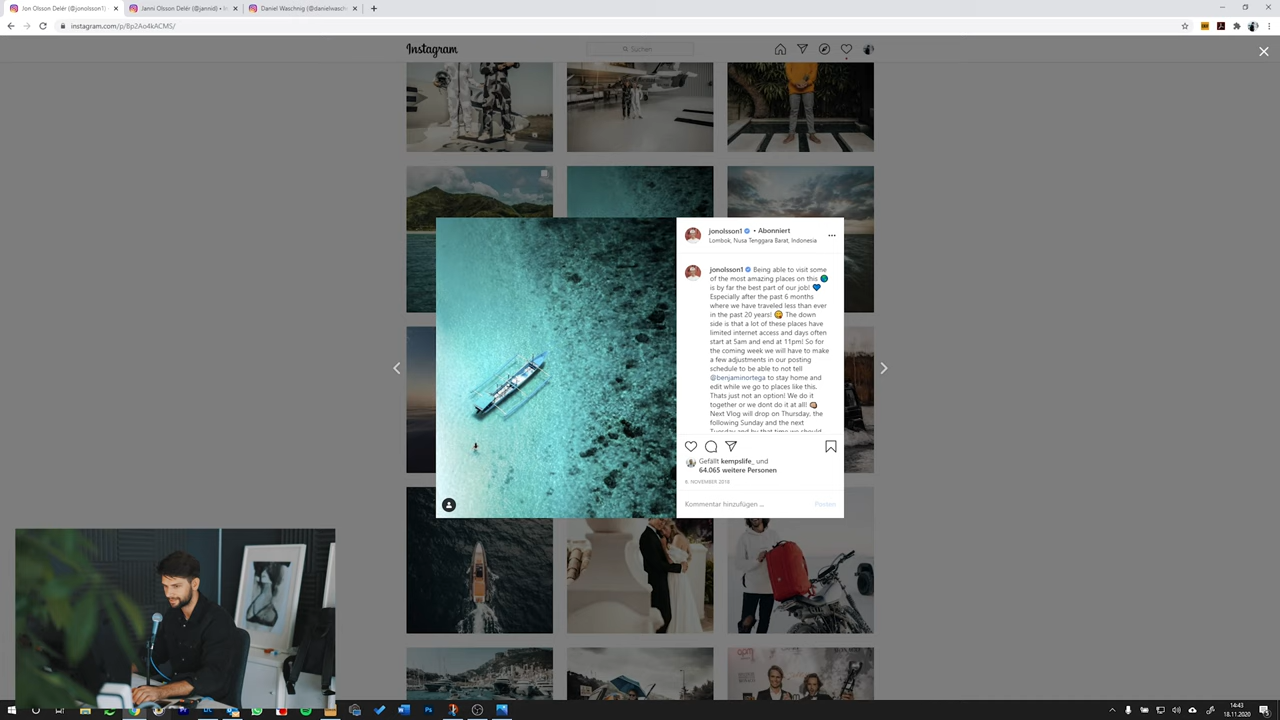 Jon Olsson Delér (@jonolsson1)
Janni Olsson Delér (@jannid) •
Daniel Waschnig (@danielwasch
instagram.com/p/Bp2Ao4kACMS/
Instagram
Suchen
jonolsson1 • Abonniert
Lombok, Nusa Tenggara Barat, Indonesia
jonolsson1 Being able to visit some
of the most amazing places on this 🌎
is by far the best part of our job! 💙
Especially after the past 6 months
where we have traveled less than ever
in the past 20 years! 😋 The down
side is that a lot of these places have
limited internet access and days often
start at 5am and end at 11pm! So for
the coming week we will have to make
a few adjustments in our posting
schedule to be able to not tell
@benjaminortega to stay home and
edit while we go to places like this.
Thats just not an option! We do it
together or we dont do it at all!
Next Vlog will drop on Thursday. the
following Sunday and the next
Tuesday and by that time we should
Gefällt kempslife_ und
64.065 weitere Personen
6. NOVEMBER 2018
Kommentar hinzufügen ...
Posten
14:43
18.11.2020